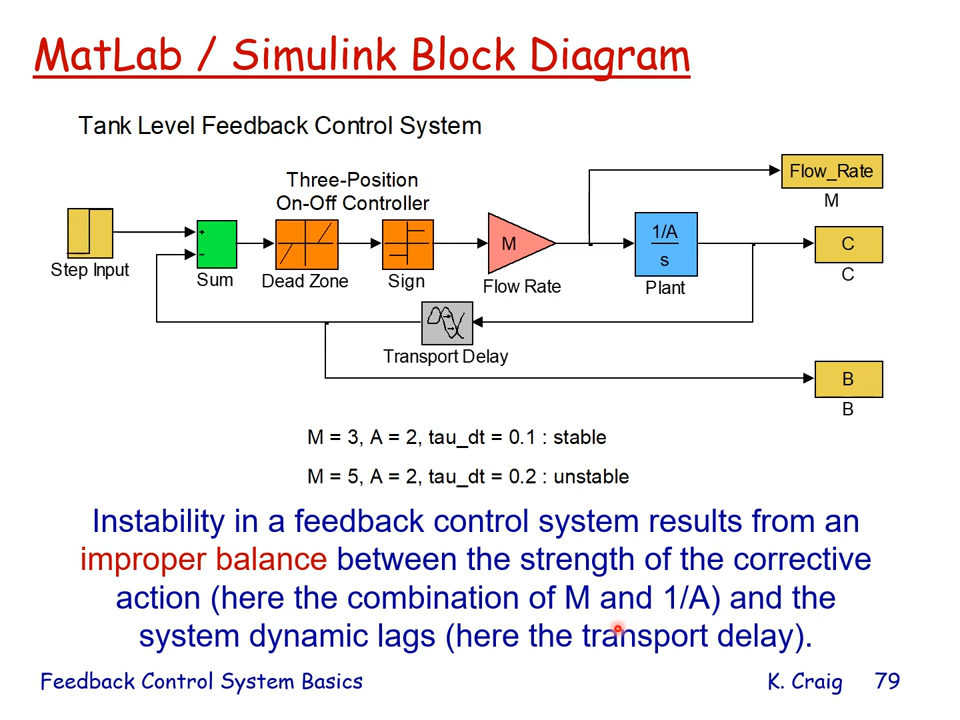 MatLab / Simulink Block Diagram
Tank Level Feedback Control System
Three-Position
On-Off Controller
Flow_Rate
M
Step Input
+
−
Sum
Dead Zone
Sign
M
Flow Rate
1/A
s
Plant
C
C
Transport Delay
B
B
M = 3, A = 2, tau_dt = 0.1 : stable
M = 5, A = 2, tau_dt = 0.2 : unstable
Instability in a feedback control system results from an
improper balance between the strength of the corrective
action (here the combination of M and 1/A) and the
system dynamic lags (here the transport delay).
Feedback Control System Basics
K. Craig 79